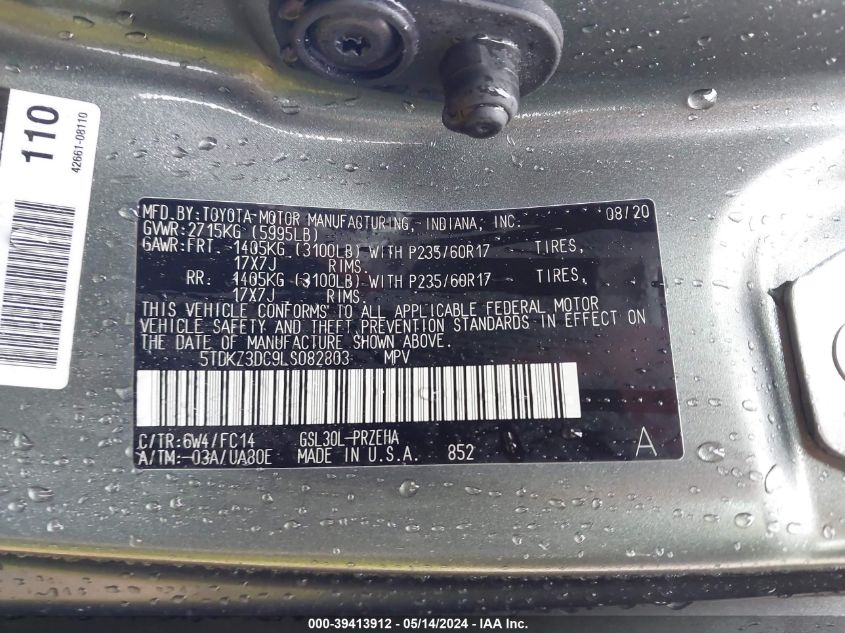 110
42661-08110
MFD.BY:TOYOTA MOTOR MANUFACTURING, INDIANA, INC. 08/20
GVWR:2715KG (5995LB)
GAWR:FRT. 1405KG (3100LB) WITH P235/60R17 TIRES,
17X7J RIMS.
RR. 1405KG (3100LB) WITH P235/60R17 TIRES,
17X7J RIMS.
THIS VEHICLE CONFORMS TO ALL APPLICABLE FEDERAL MOTOR
VEHICLE SAFETY AND THEFT PREVENTION STANDARDS IN EFFECT ON
THE DATE OF MANUFACTURE SHOWN ABOVE.
5TDKZ3DC9LS082803 MPV
C/TR:6W4/FC14 GSL30L-PRZEHA A
A/TM:-03A/UA80E MADE IN U.S.A. 852
000-39413912 - 05/14/2024 - IAA Inc.